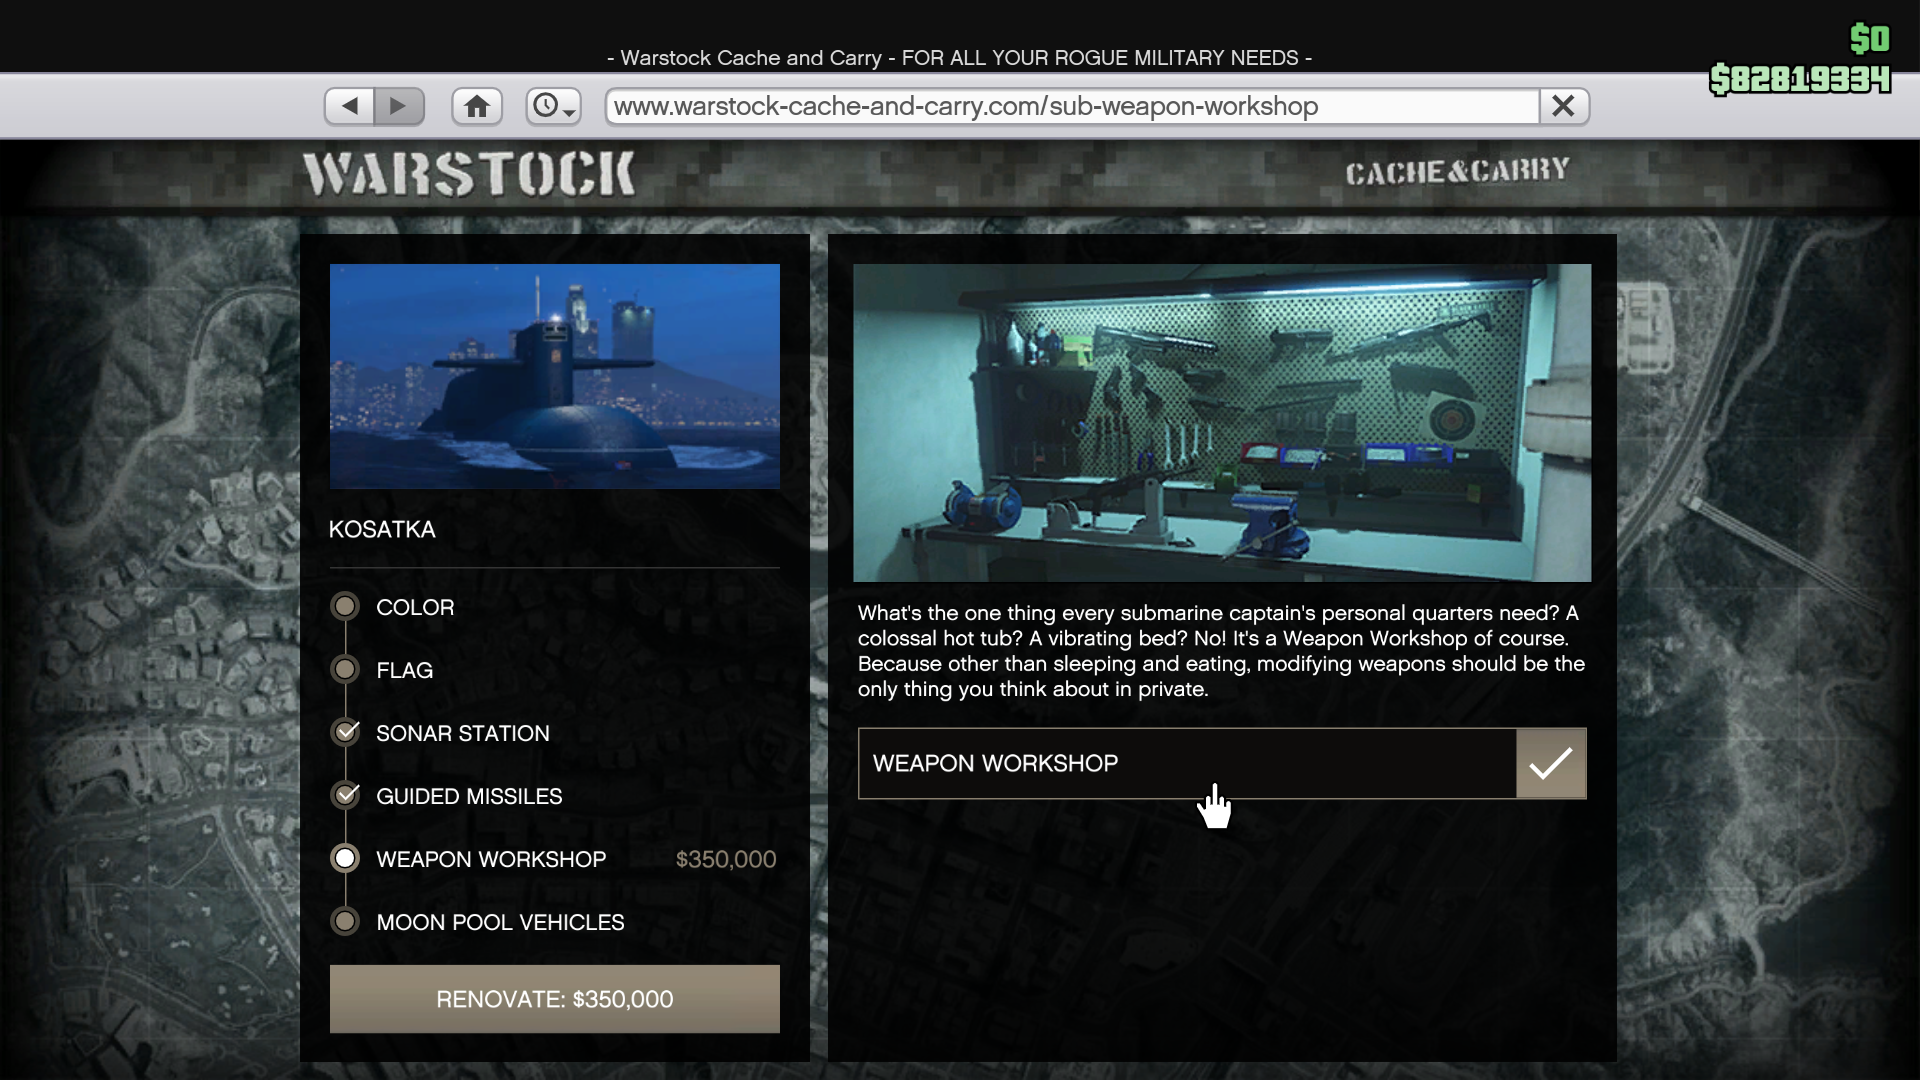 - Warstock Cache and Carry - FOR ALL YOUR ROGUE MILITARY NEEDS -
$0
$82819334
www.warstock-cache-and-carry.com/sub-weapon-workshop
WARSTOCK
CACHE&CARRY
KOSATKA
COLOR
FLAG
SONAR STATION
GUIDED MISSILES
WEAPON WORKSHOP $350,000
MOON POOL VEHICLES
RENOVATE: $350,000
What's the one thing every submarine captain's personal quarters need? A
colossal hot tub? A vibrating bed? No! It's a Weapon Workshop of course.
Because other than sleeping and eating, modifying weapons should be the
only thing you think about in private.
WEAPON WORKSHOP